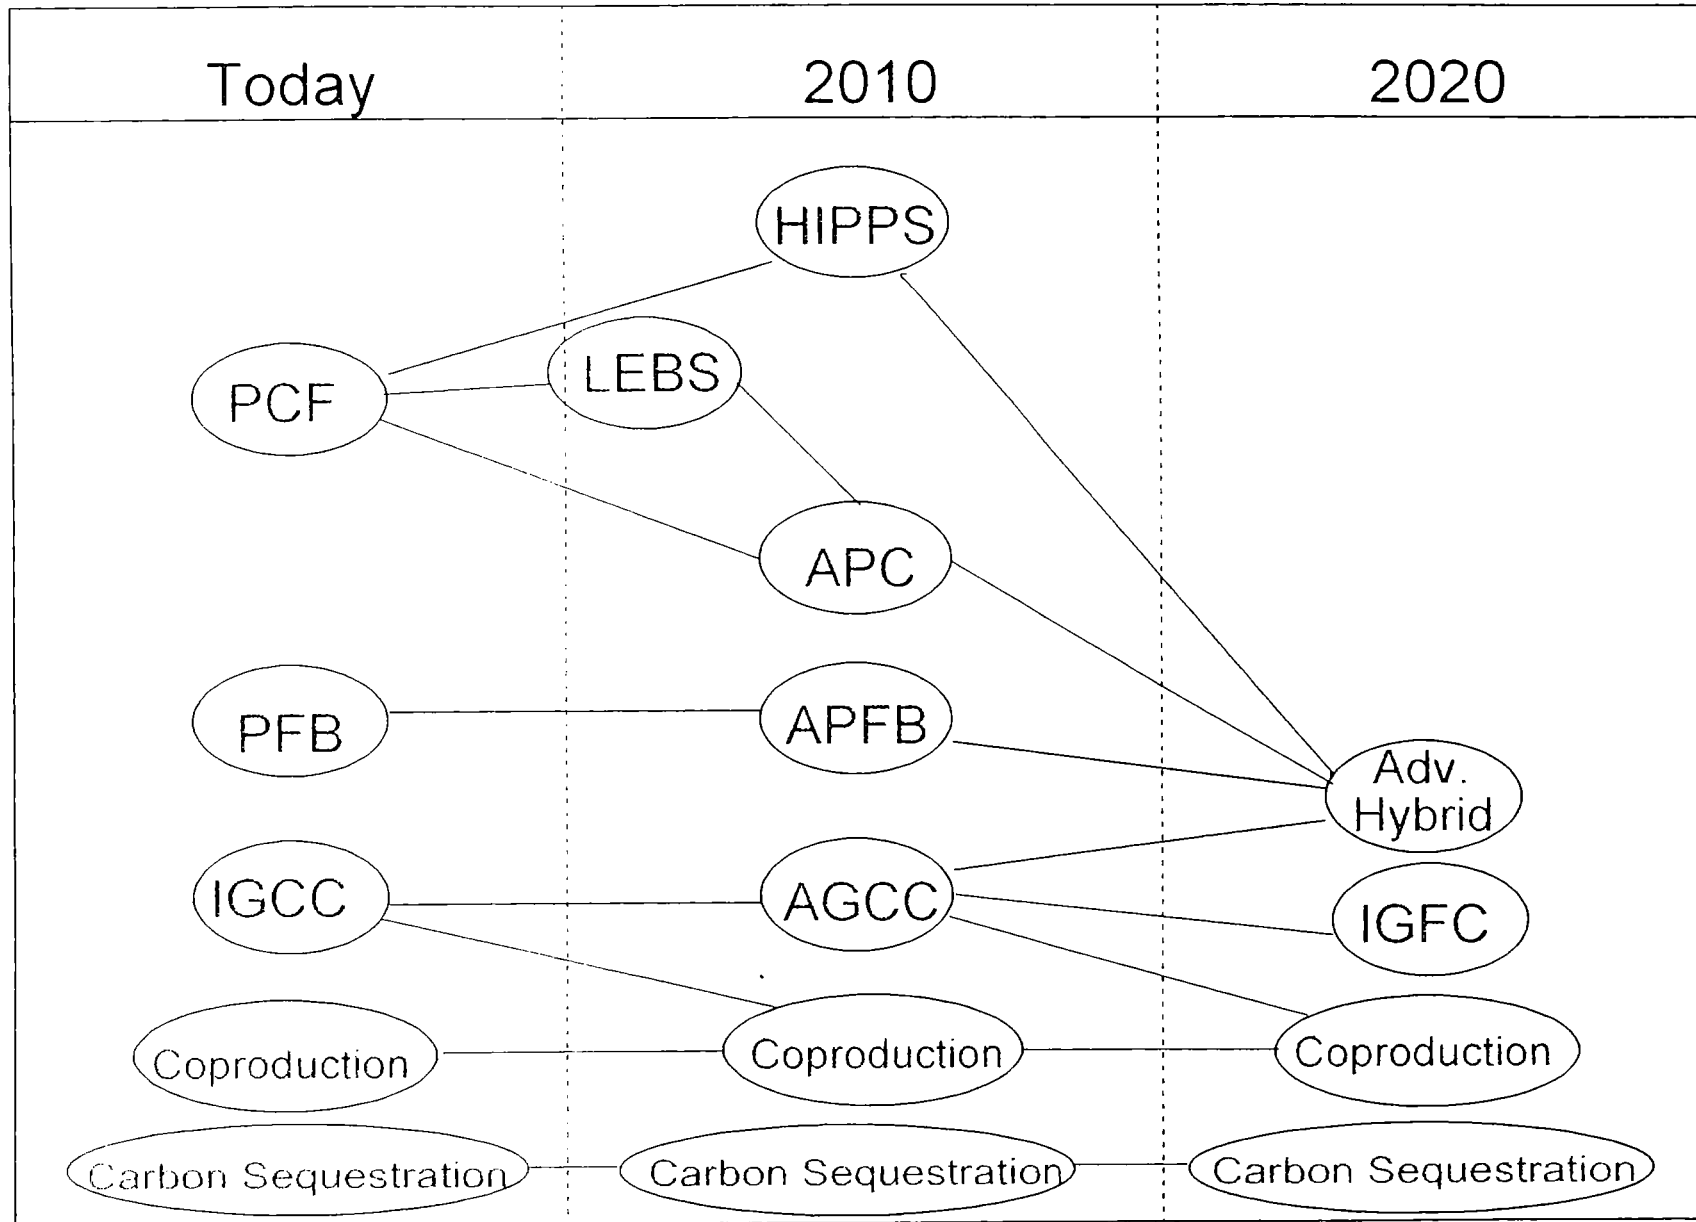 Today
2010
2020
HIPPS
LEBS
PCF
APC
PFB
APFB
Adv.
Hybrid
IGCC
AGCC
IGFC
Coproduction
Coproduction
Coproduction
Carbon Sequestration
Carbon Sequestration
Carbon Sequestration